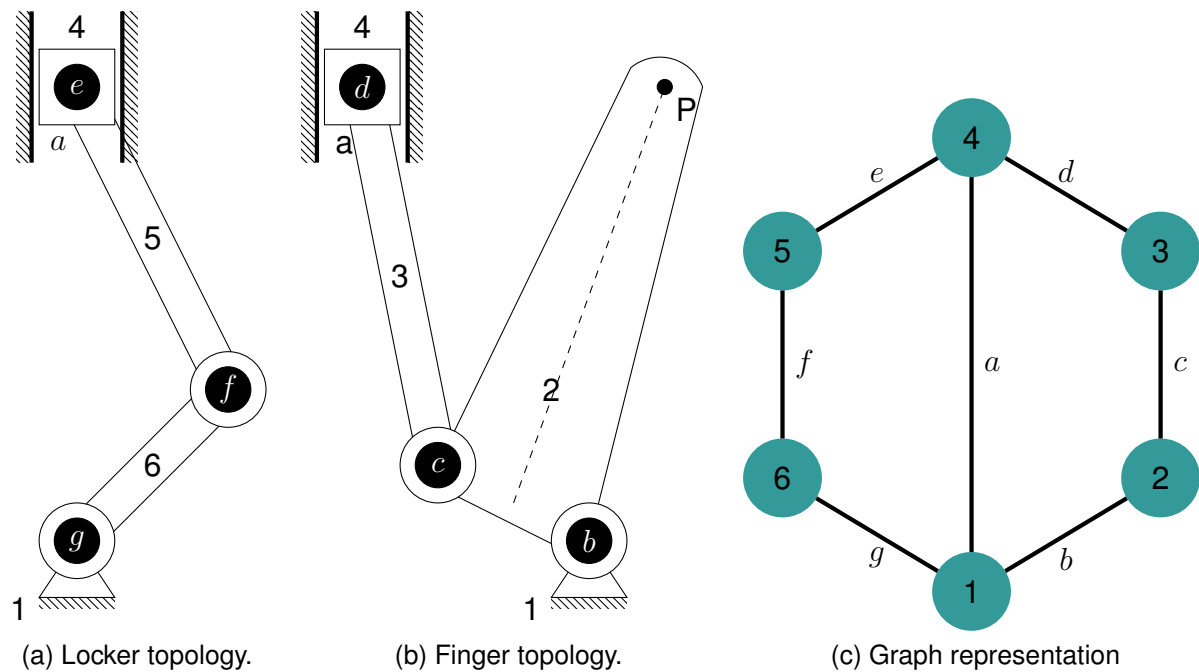 4
e
a
5
f
6
g
1
(a) Locker topology.
4
d
a
P
3
2
c
b
1
(b) Finger topology.
4
e
d
5
3
f
a
c
6
2
g
b
1
(c) Graph representation